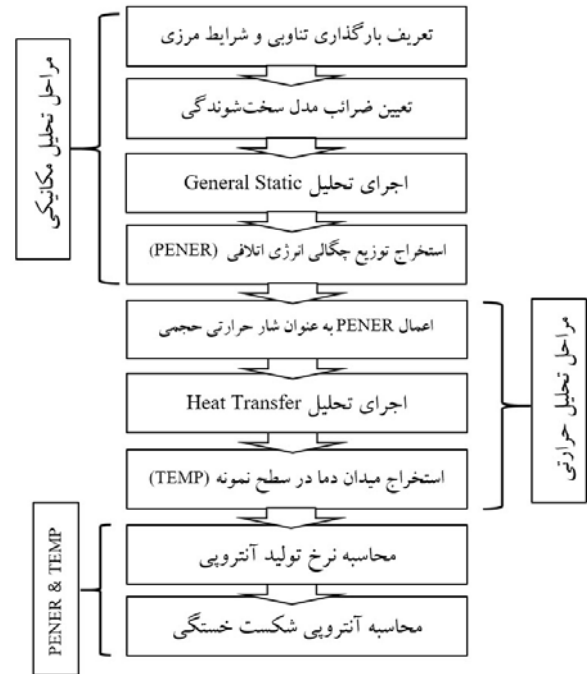 تعریف بارگذاری تناوبی و شرایط مرزی
تعیین ضرائب مدل سخت‌شوندگی
اجرای تحلیل General Static
استخراج توزیع چگالی انرژی اتلافی (PENER)
مراحل تحلیل مکانیکی
اعمال PENER به عنوان شار حرارتی حجمی
اجرای تحلیل Heat Transfer
استخراج میدان دما در سطح نمونه (TEMP)
مراحل تحلیل حرارتی
محاسبه نرخ تولید آنتروپی
محاسبه آنتروپی شکست خستگی
PENER & TEMP